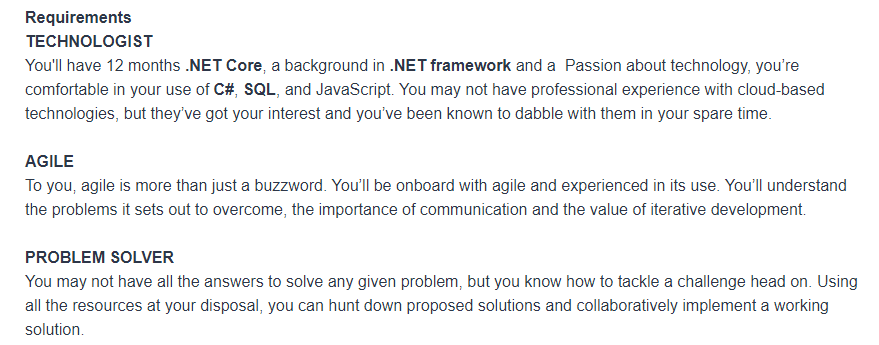 Requirements
TECHNOLOGIST
You'll have 12 months .NET Core, a background in .NET framework and a  Passion about technology, you’re
comfortable in your use of C#, SQL, and JavaScript. You may not have professional experience with cloud-based
technologies, but they’ve got your interest and you’ve been known to dabble with them in your spare time.
AGILE
To you, agile is more than just a buzzword. You’ll be onboard with agile and experienced in its use. You’ll understand
the problems it sets out to overcome, the importance of communication and the value of iterative development.
PROBLEM SOLVER
You may not have all the answers to solve any given problem, but you know how to tackle a challenge head on. Using
all the resources at your disposal, you can hunt down proposed solutions and collaboratively implement a working
solution.